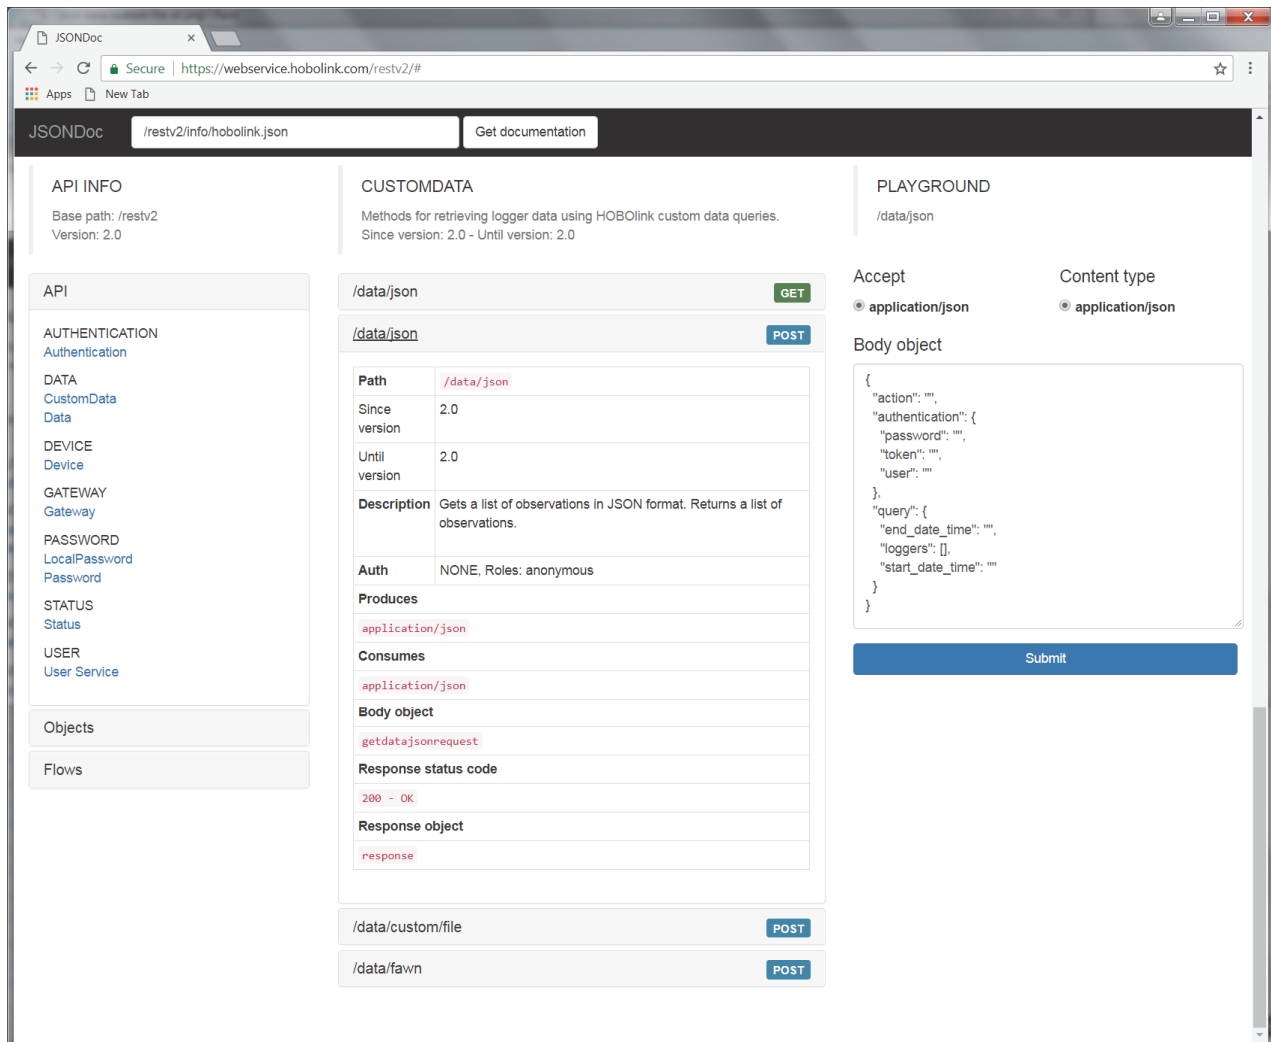 JSONDoc
Secure | https://webservice.hobolink.com/restv2/#
Apps New Tab
JSONDoc /restv2/info/hobolink.json Get documentation
API INFO
Base path: /restv2
Version: 2.0
API
AUTHENTICATION
Authentication
DATA
CustomData
Data
DEVICE
Device
GATEWAY
Gateway
PASSWORD
LocalPassword
Password
STATUS
Status
USER
User Service
Objects
Flows
CUSTOMDATA
Methods for retrieving logger data using HOBOlink custom data queries.
Since version: 2.0 - Until version: 2.0
/data/json GET
/data/json POST
Path /data/json
Since version 2.0
Until version 2.0
Description Gets a list of observations in JSON format. Returns a list of
observations.
Auth NONE, Roles: anonymous
Produces
application/json
Consumes
application/json
Body object
getdatajsonrequest
Response status code
200 - OK
Response object
response
/data/custom/file POST
/data/fawn POST
PLAYGROUND
/data/json
Accept Content type
application/json application/json
Body object
{
"action": "",
"authentication": {
"password": "",
"token": "",
"user": ""
},
"query": {
"end_date_time": "",
"loggers": [],
"start_date_time": ""
}
}
Submit